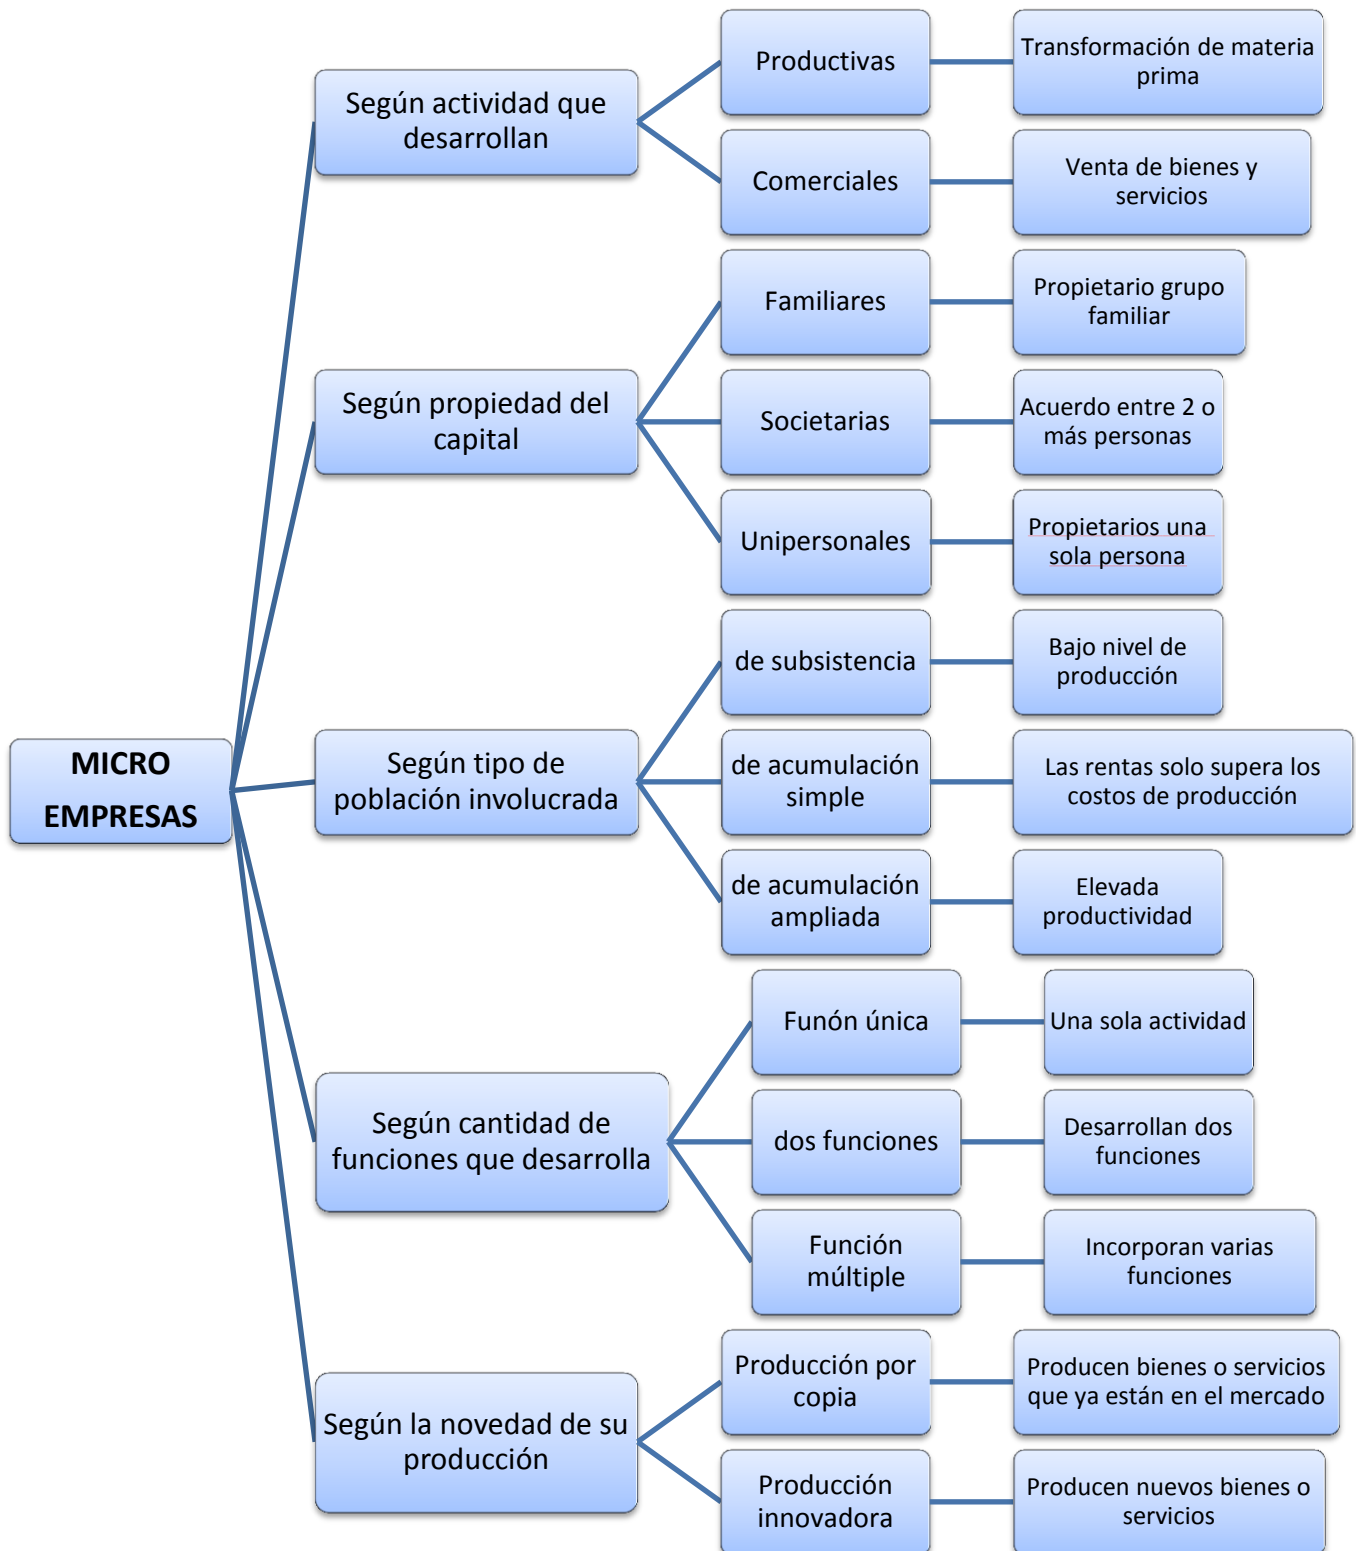 MICRO
EMPRESAS
Según actividad que
desarrollan
Productivas
Transformación de materia
prima
Comerciales
Venta de bienes y
servicios
Según propiedad del
capital
Familiares
Propietario grupo
familiar
Societarias
Acuerdo entre 2 o
más personas
Unipersonales
Propietarios una
sola persona
Según tipo de
población involucrada
de subsistencia
Bajo nivel de
producción
de acumulación
simple
Las rentas solo supera los
costos de producción
de acumulación
ampliada
Elevada
productividad
Según cantidad de
funciones que desarrolla
Funón única
Una sola actividad
dos funciones
Desarrollan dos
funciones
Función
múltiple
Incorporan varias
funciones
Según la novedad de su
producción
Producción por
copia
Producen bienes o servicios
que ya están en el mercado
Producción
innovadora
Producen nuevos bienes o
servicios